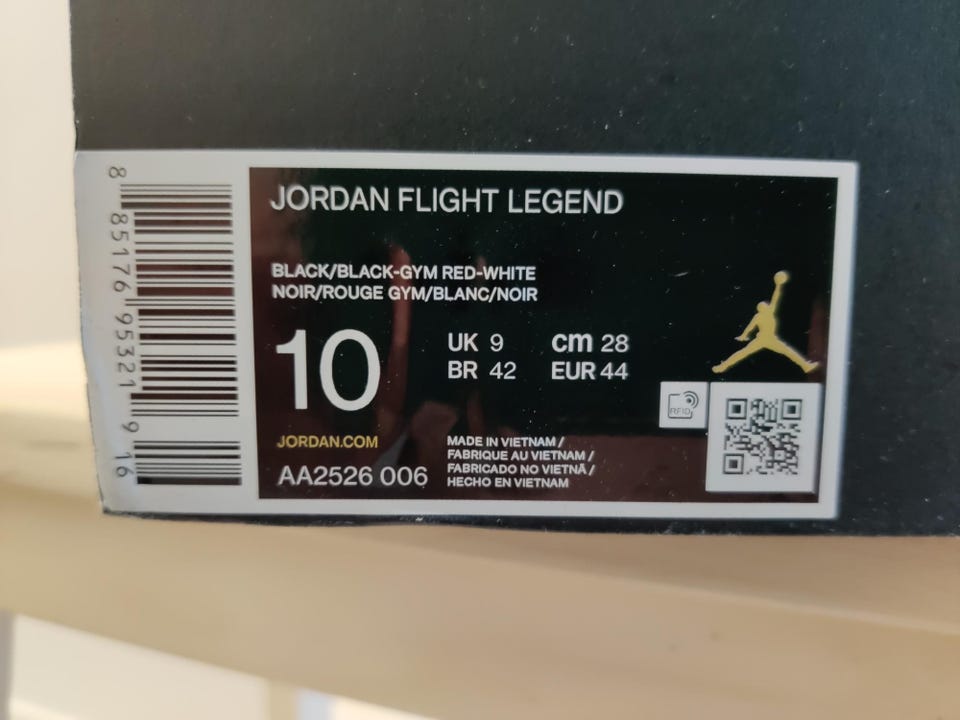 JORDAN FLIGHT LEGEND
BLACK/BLACK-GYM RED-WHITE
NOIR/ROUGE GYM/BLANC/NOIR
10
UK 9
cm 28
BR 42
EUR 44
RFID
JORDAN.COM
AA2526 006
MADE IN VIETNAM /
FABRIQUE AU VIETNAM /
FABRICADO NO VIETNÃ /
HECHO EN VIETNAM
8 85176 95321 9 16